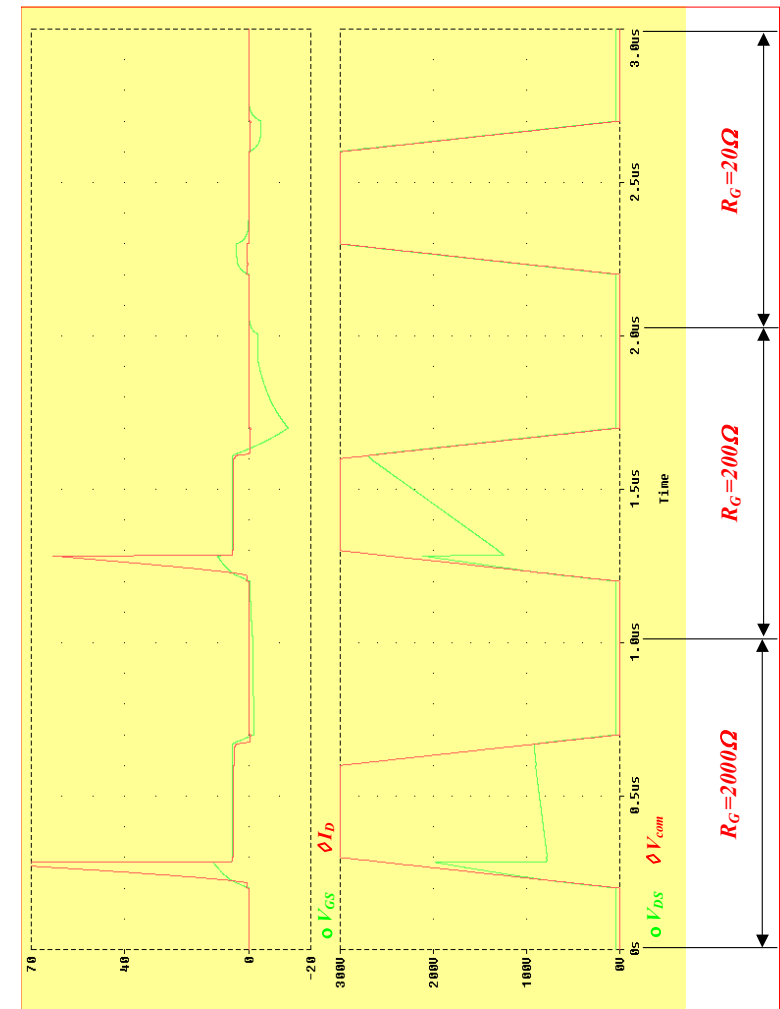 70
40
0
-20
o V_GS ◊ I_D
300V
200V
100V
0V
0s 0.5us 1.0us 1.5us 2.0us 2.5us 3.0us
o V_DS ◊ V_com Time
R_G=2000Ω R_G=200Ω R_G=20Ω